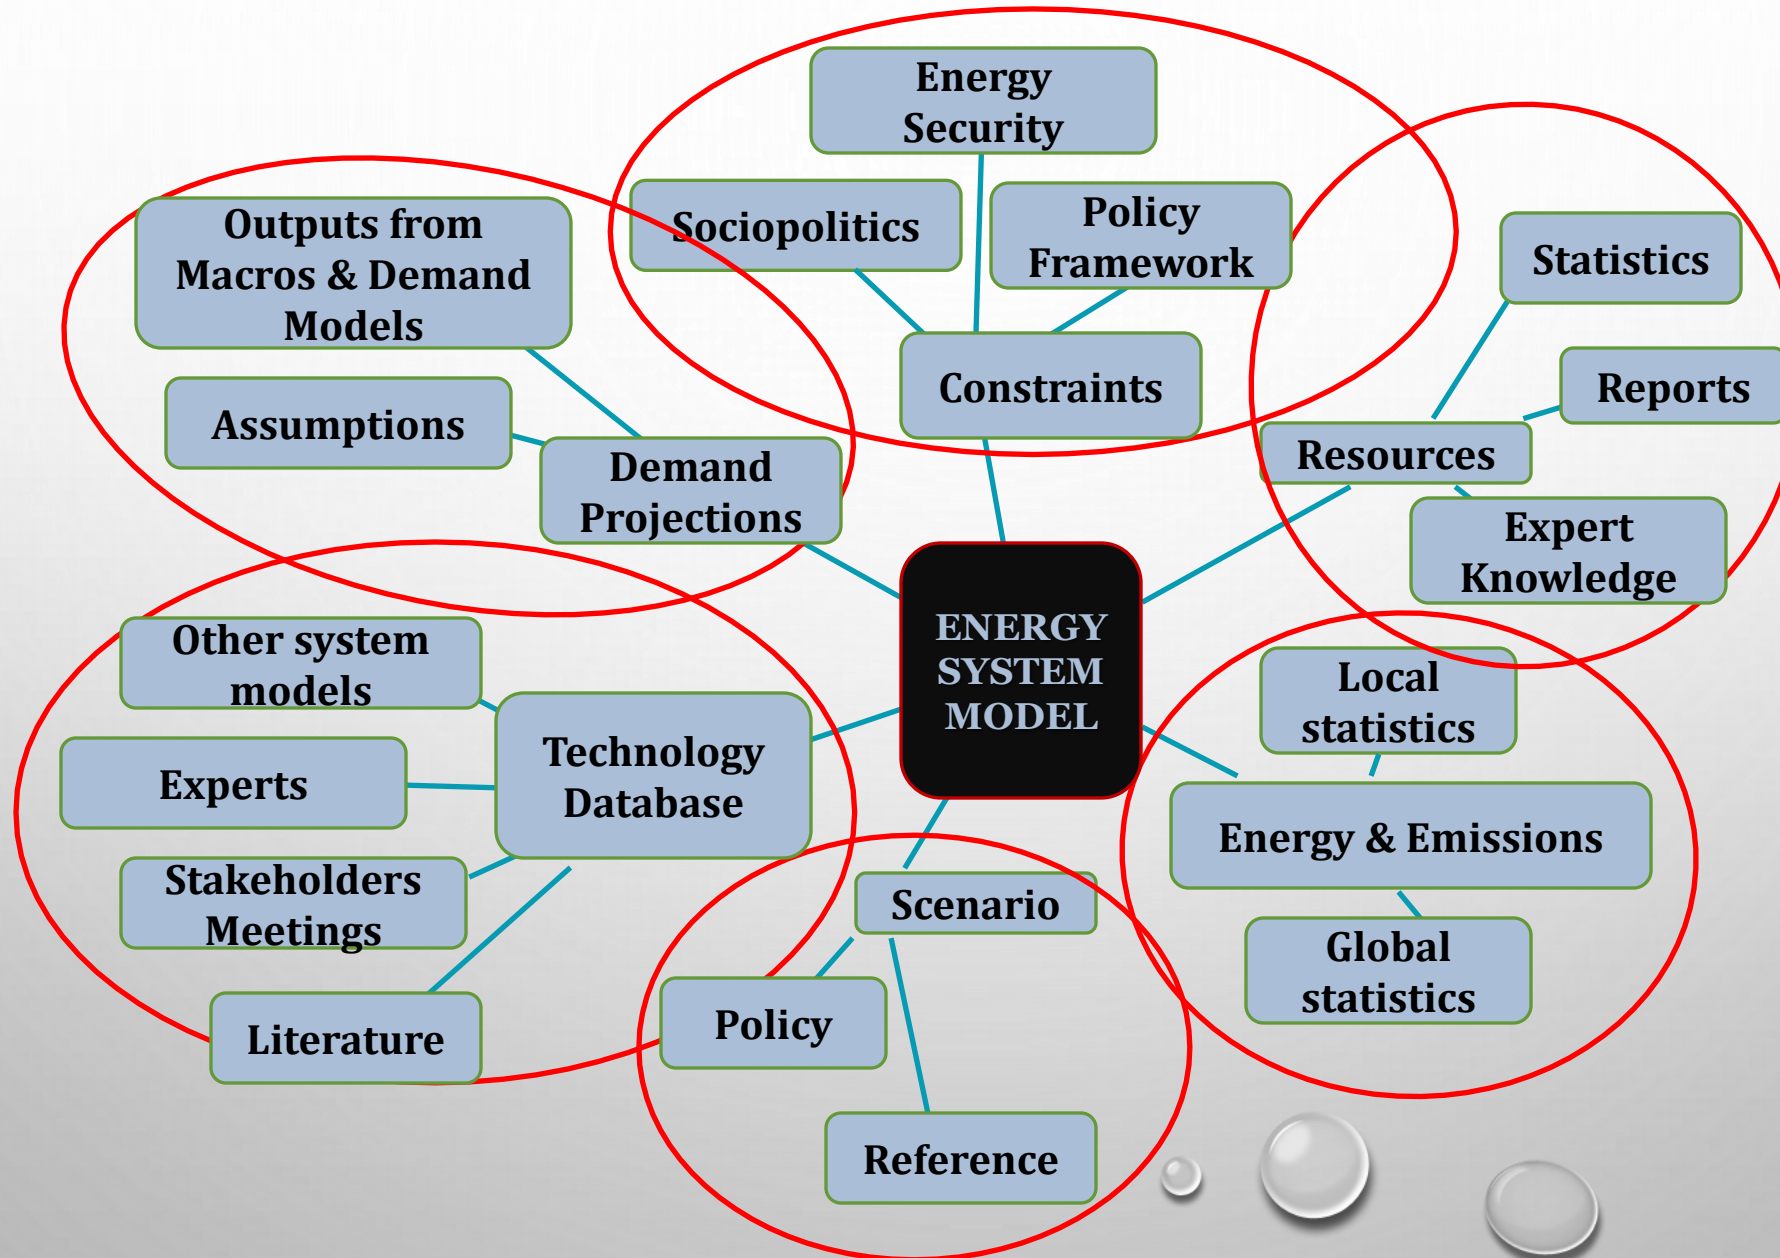 Energy
Security
Sociopolitics
Policy
Framework
Constraints
Outputs from
Macros & Demand
Models
Assumptions
Demand
Projections
Statistics
Reports
Resources
Expert
Knowledge
ENERGY
SYSTEM
MODEL
Other system
models
Experts
Technology
Database
Stakeholders
Meetings
Literature
Local
statistics
Energy & Emissions
Global
statistics
Scenario
Policy
Reference